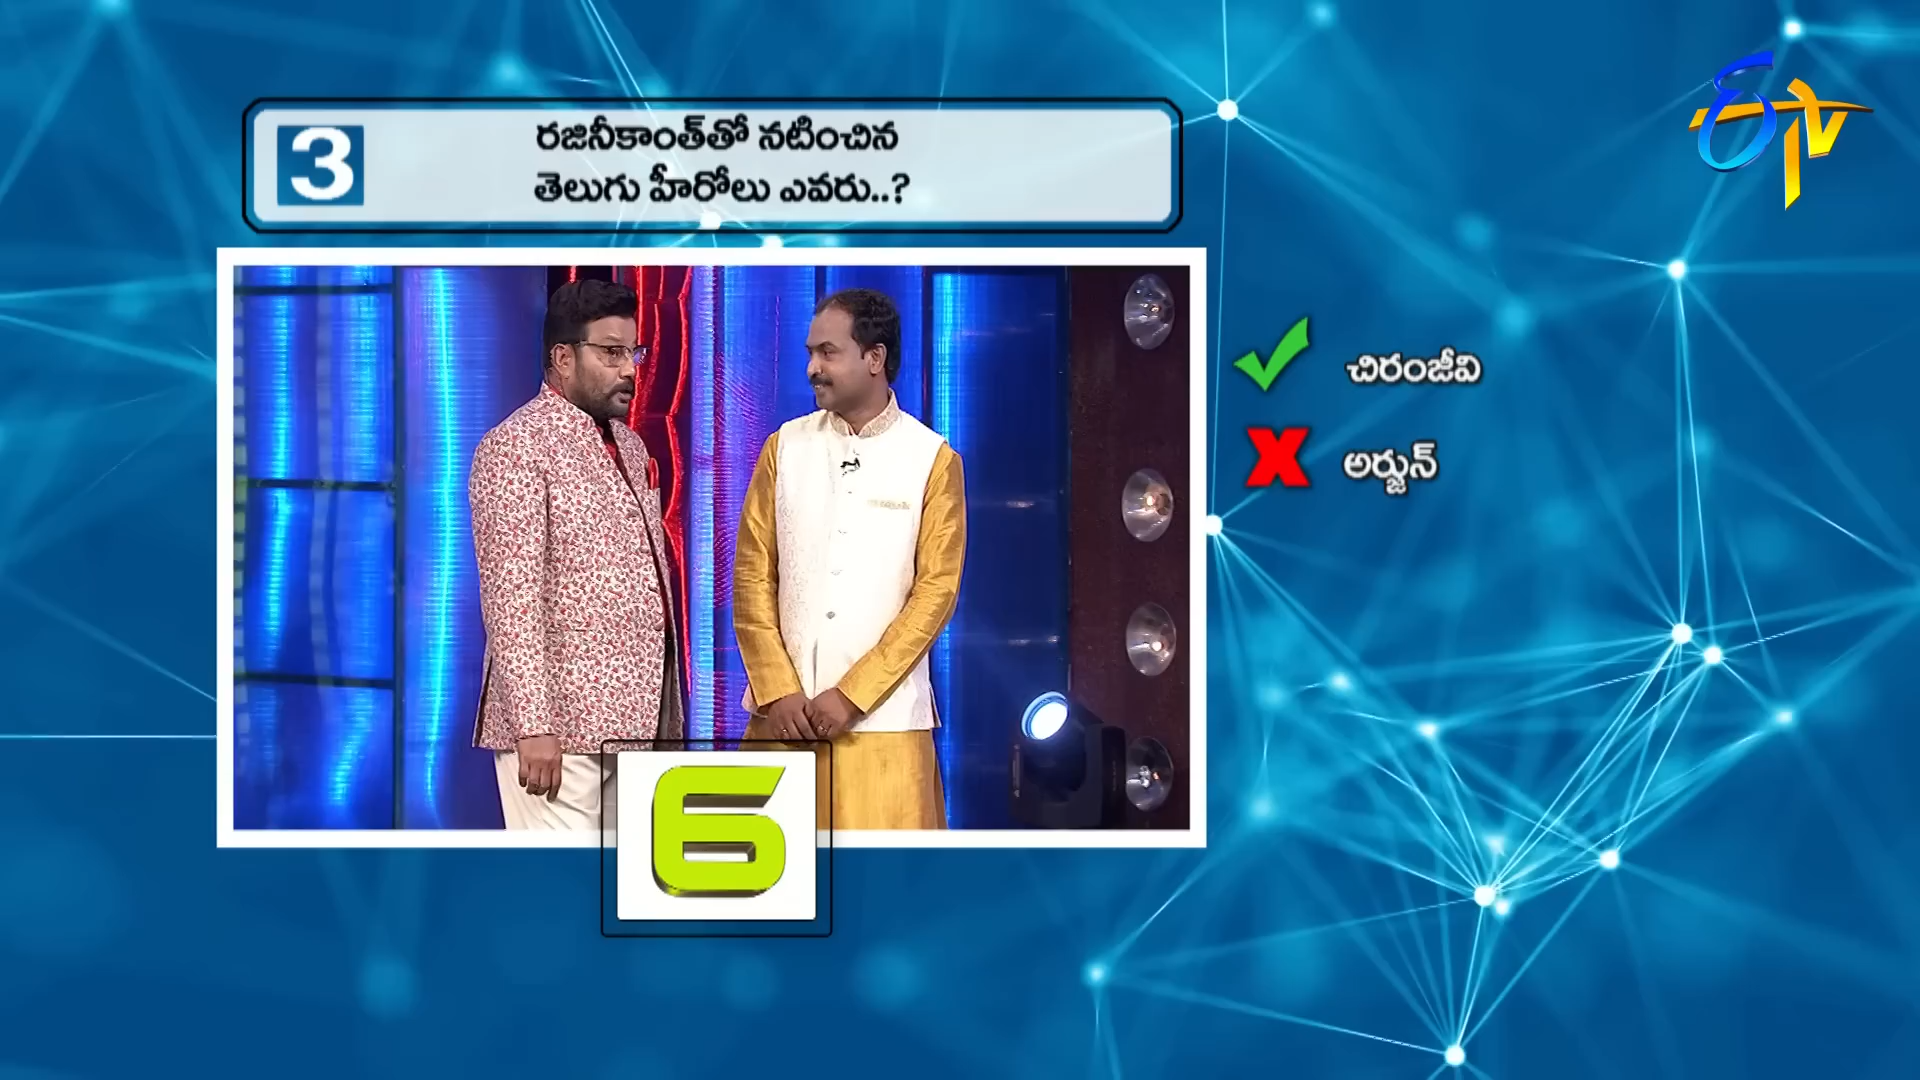 3
రజినీకాంత్‌తో నటించిన
తెలుగు హీరోలు ఎవరు..?
ETV
చిరంజీవి
అర్జున్
6